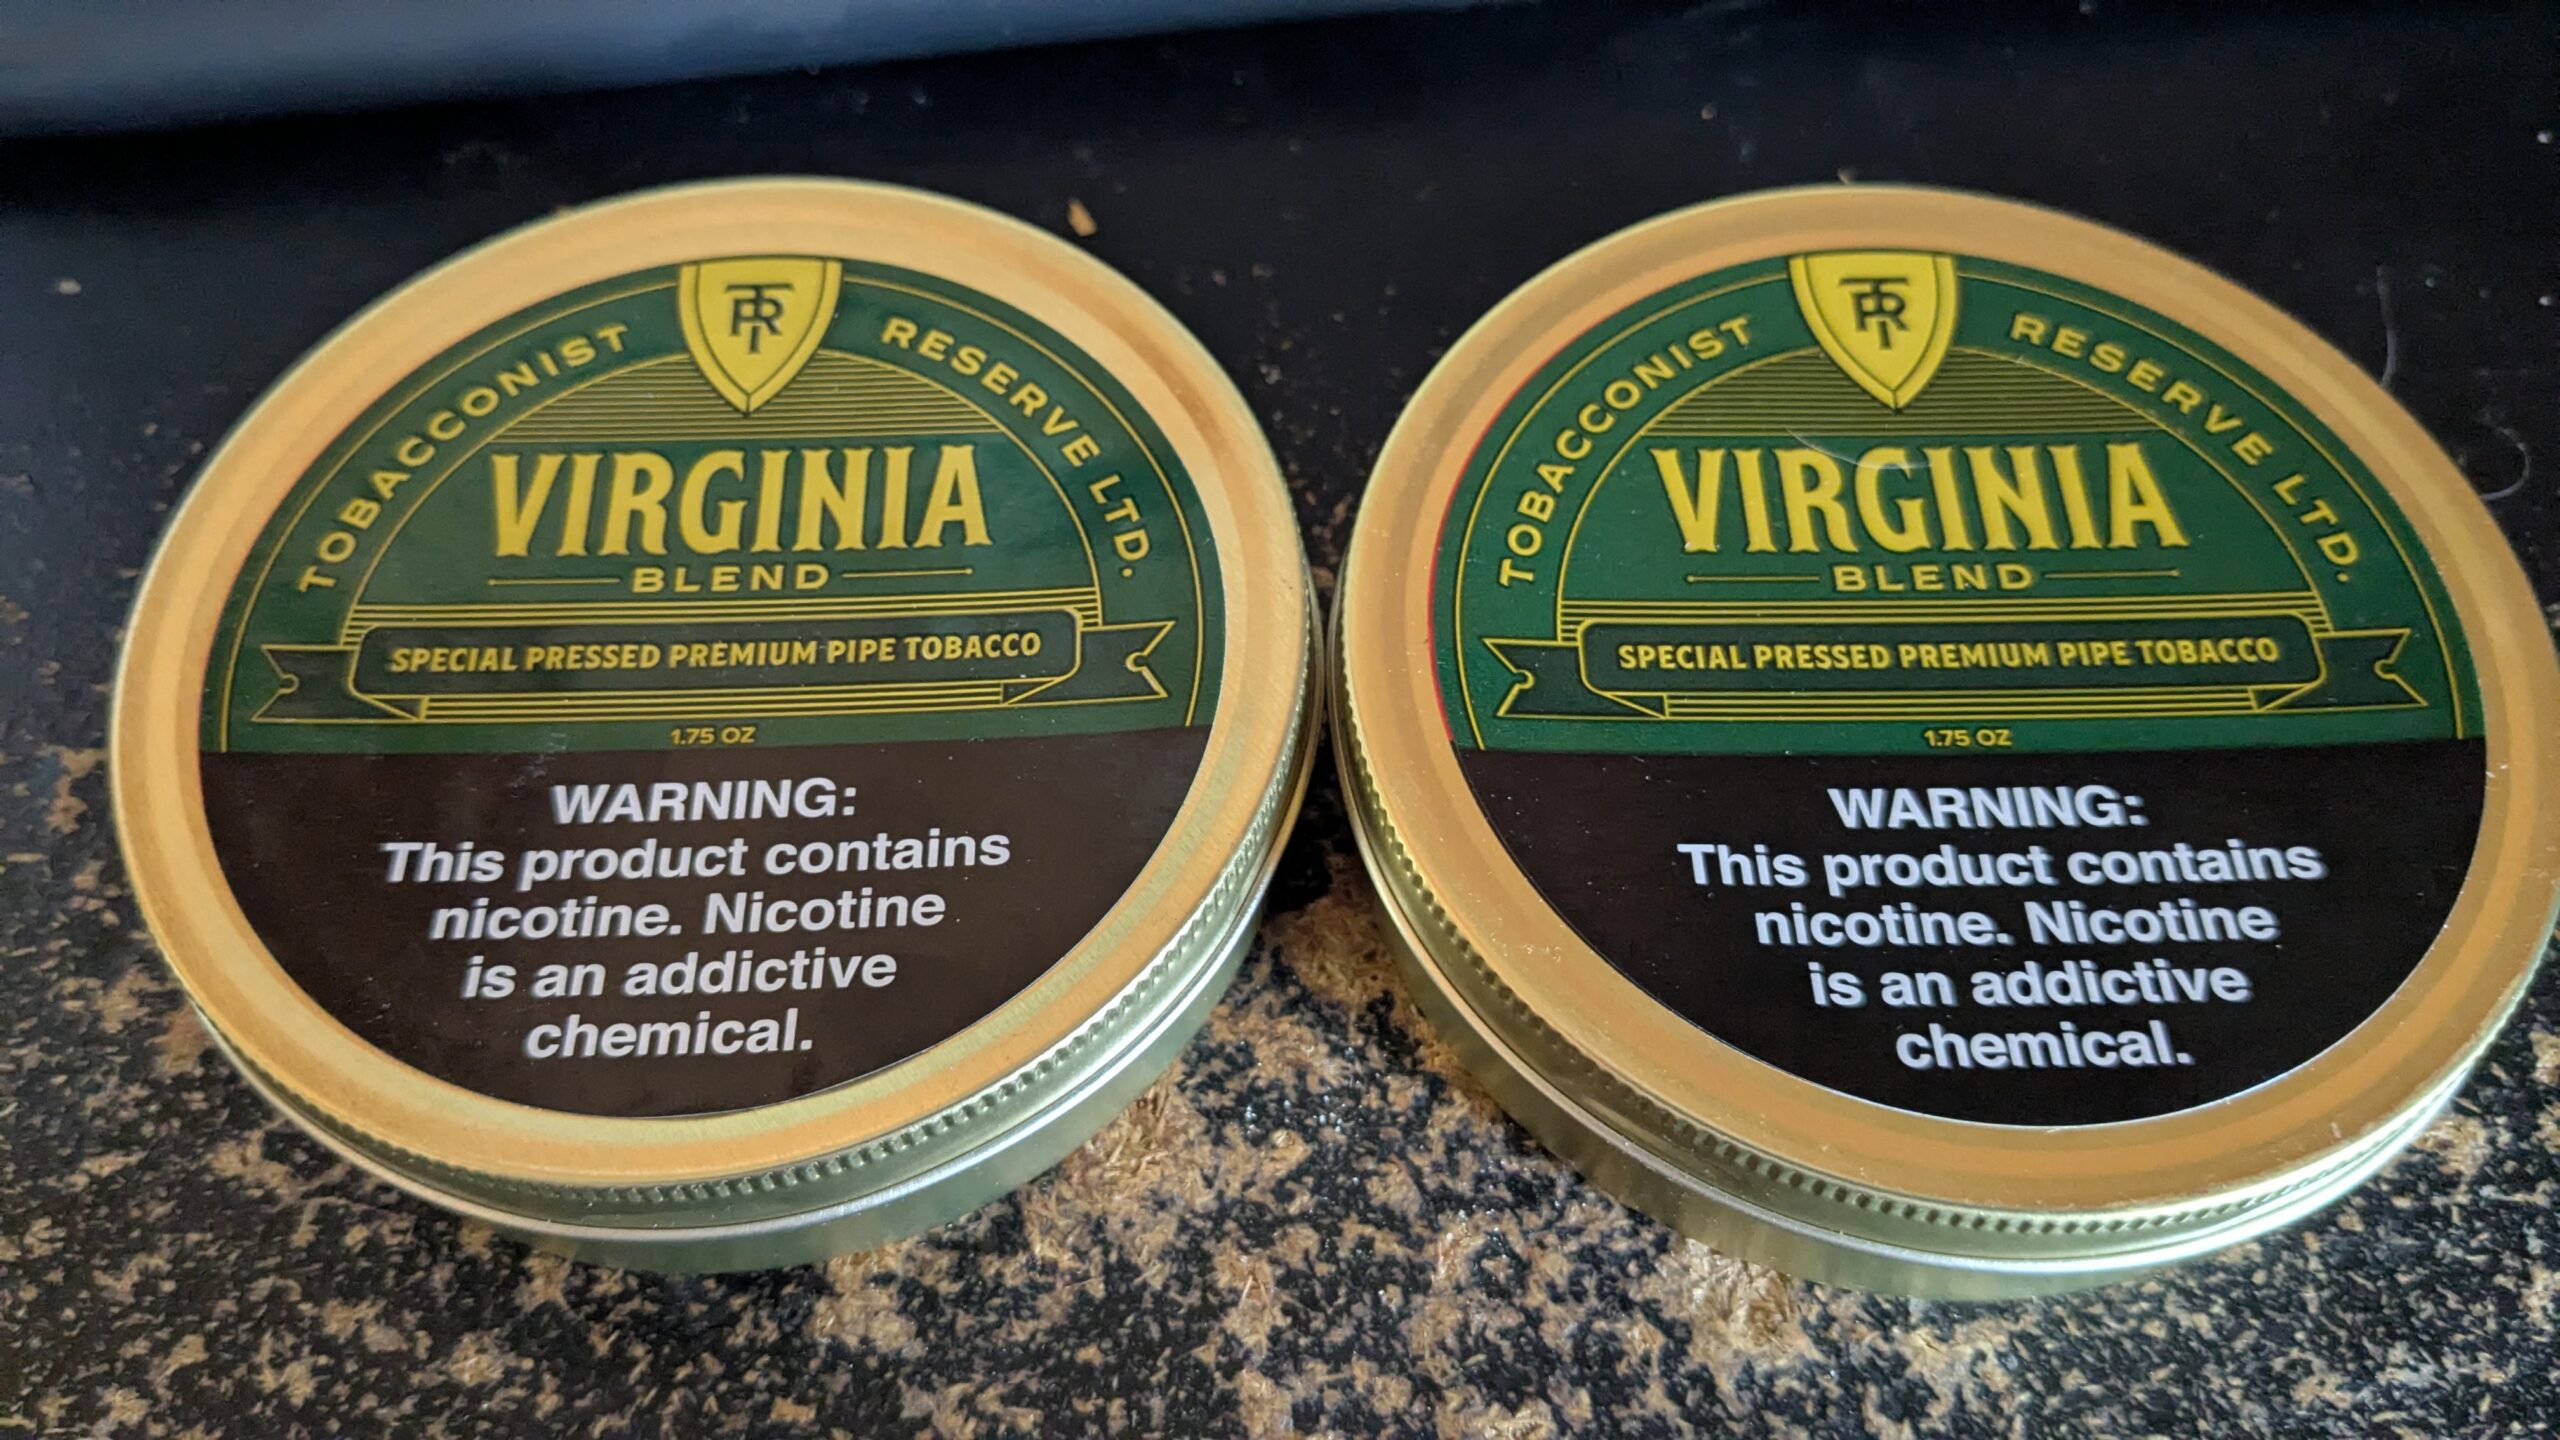 TR
TOBACCONIST RESERVE LTD.
VIRGINIA
BLEND
SPECIAL PRESSED PREMIUM PIPE TOBACCO
1.75 OZ
WARNING:
This product contains
nicotine. Nicotine
is an addictive
chemical.
TR
TOBACCONIST RESERVE LTD.
VIRGINIA
BLEND
SPECIAL PRESSED PREMIUM PIPE TOBACCO
1.75 OZ
WARNING:
This product contains
nicotine. Nicotine
is an addictive
chemical.